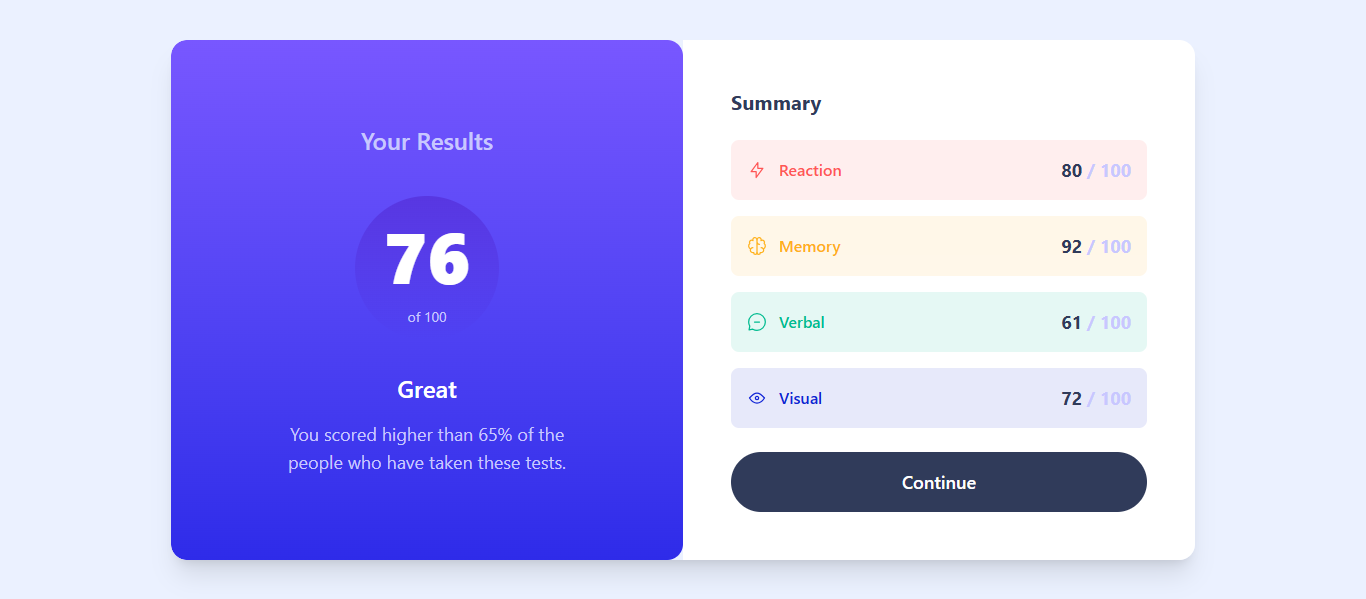 Your Results
76
of 100
Great
You scored higher than 65% of the
people who have taken these tests.
Summary
Reaction 80 / 100
Memory 92 / 100
Verbal 61 / 100
Visual 72 / 100
Continue